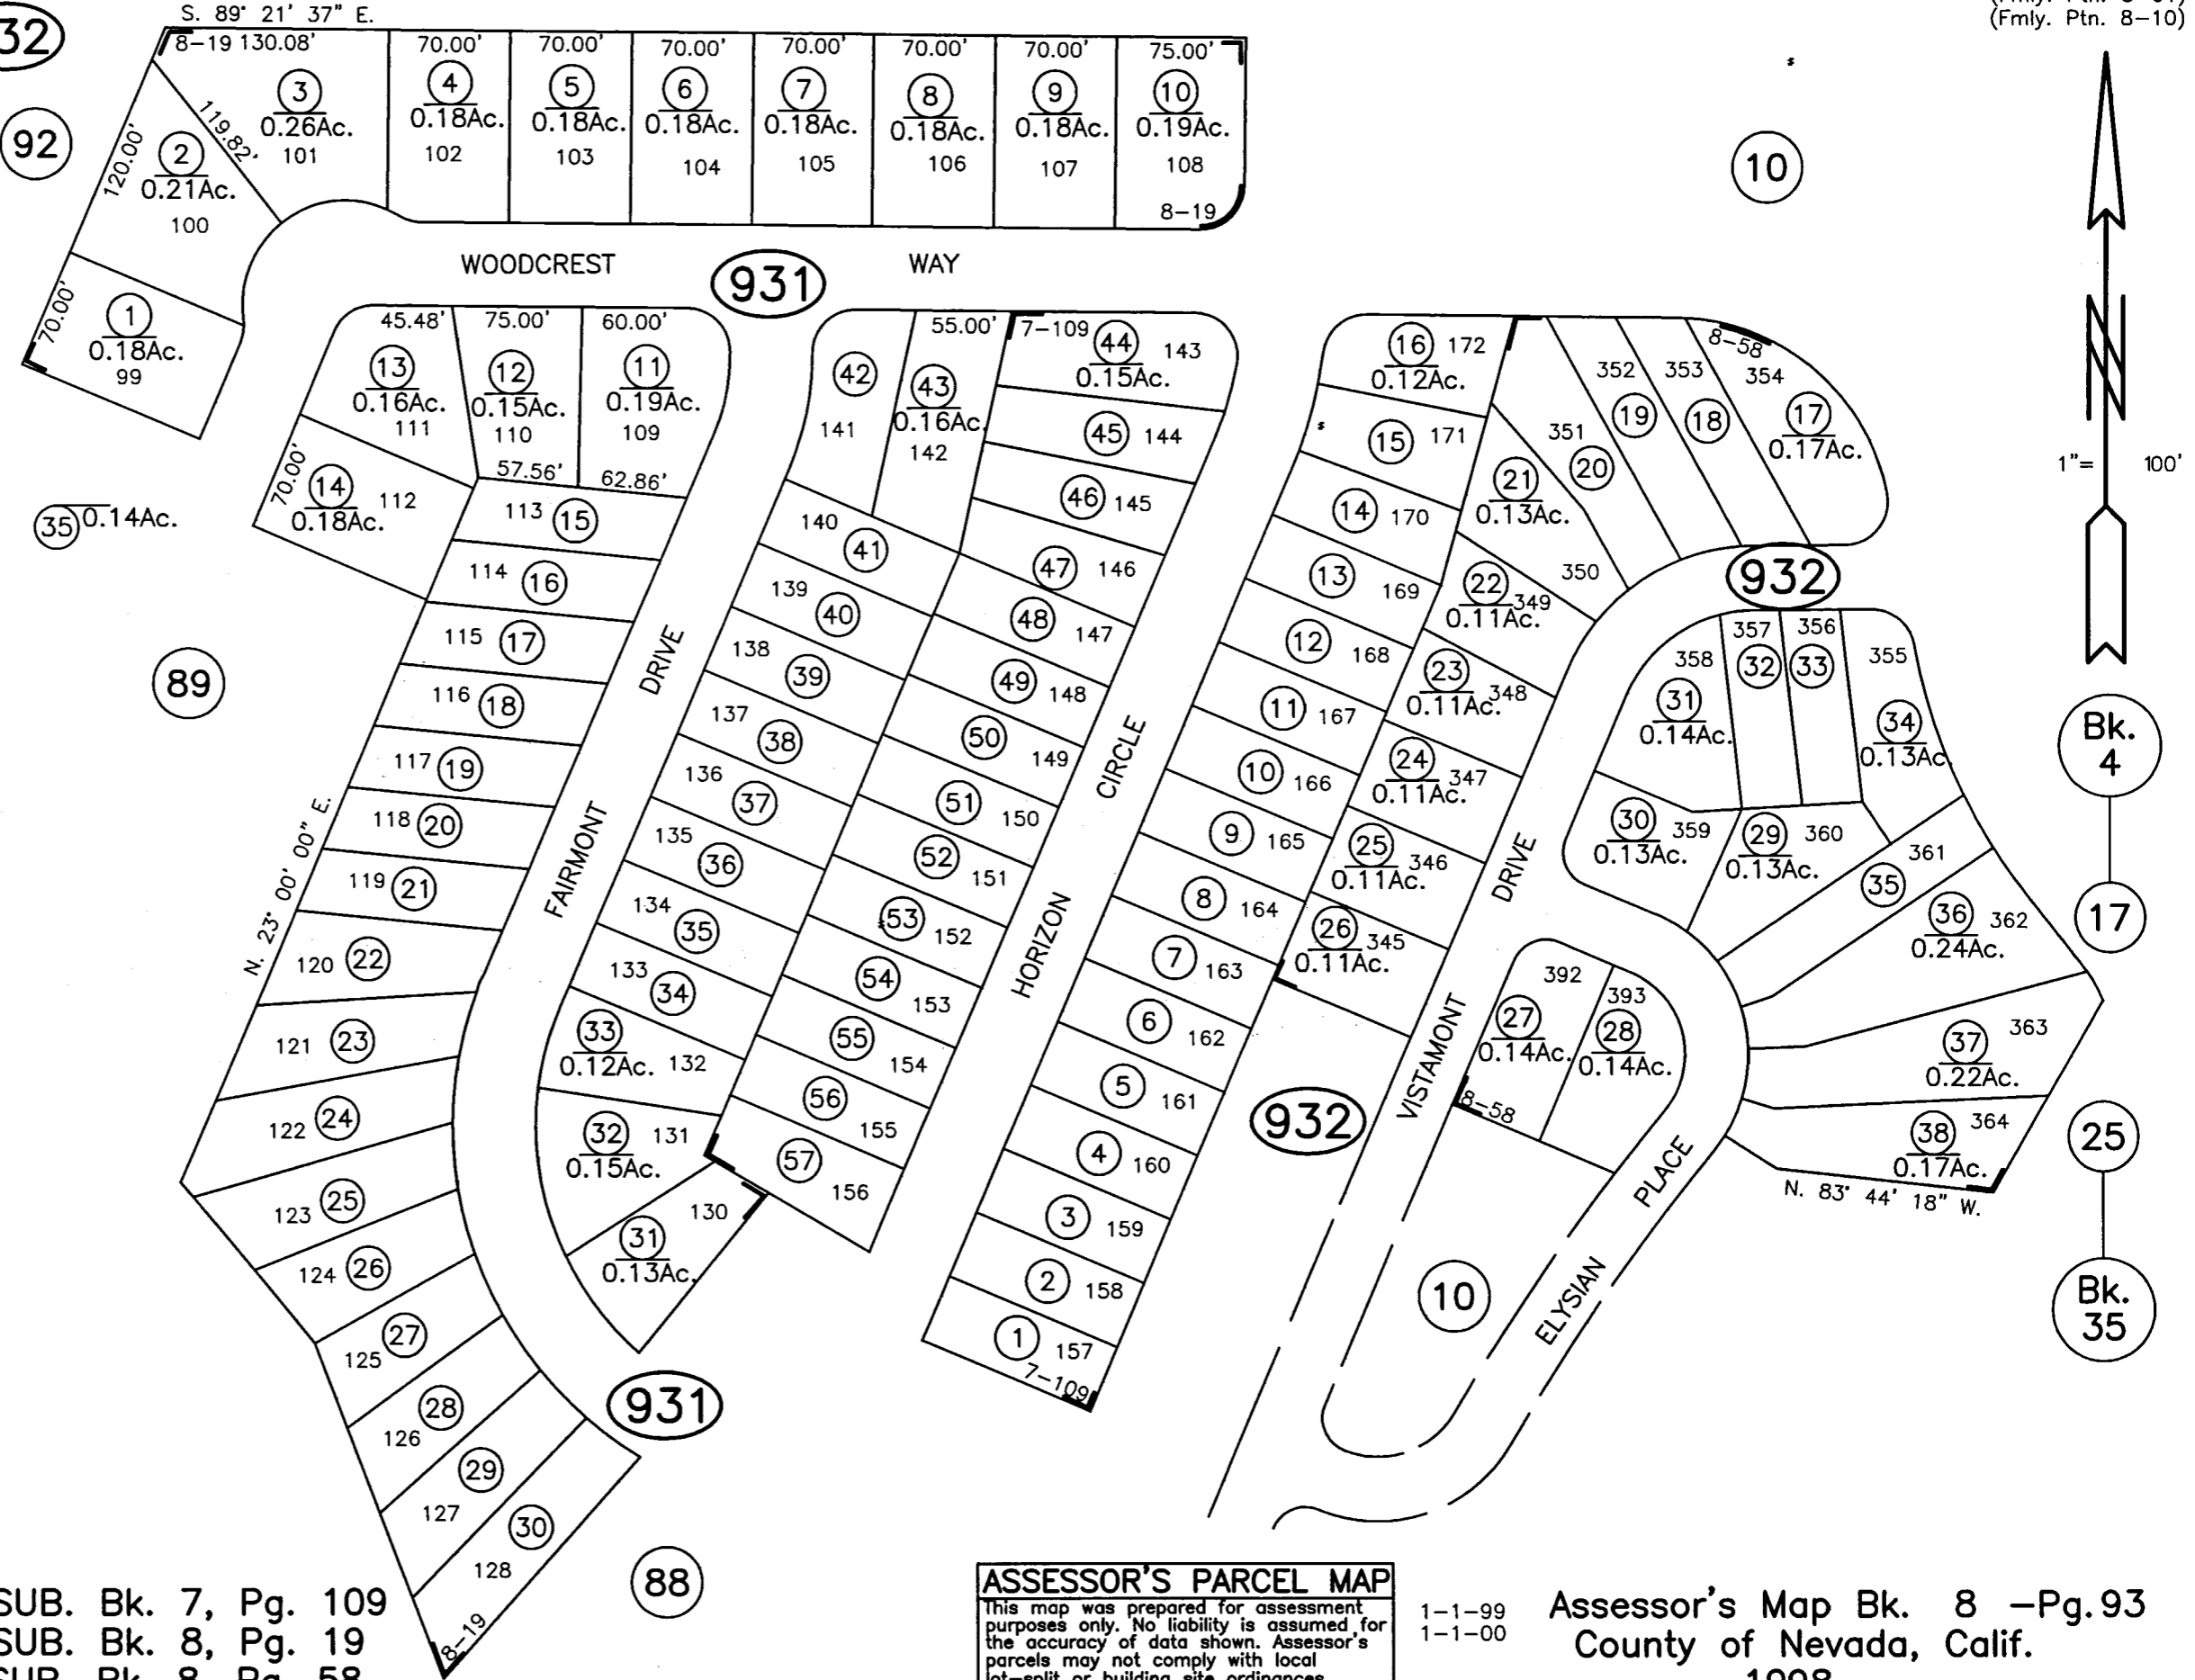 32
S. 89° 21' 37" E.
(Fmly. Ptn. 8-10)
8-19 130.08'
70.00'
70.00'
70.00'
70.00'
70.00'
70.00'
75.00'
92
120.00'
119.82'
2
0.21Ac.
100
3
0.26Ac.
101
4
0.18Ac.
102
5
0.18Ac.
103
6
0.18Ac.
104
7
0.18Ac.
105
8
0.18Ac.
106
9
0.18Ac.
107
10
0.19Ac.
108
8-19
10
70.00'
1
0.18Ac.
99
WOODCREST
931
WAY
45.48'
75.00'
60.00'
13
0.16Ac.
111
12
0.15Ac.
110
57.56'
11
0.19Ac.
109
62.86'
70.00'
14
0.18Ac.
112
35
0.14Ac.
89
N. 23° 00' 00" E.
113 15
114 16
115 17
116 18
117 19
118 20
119 21
120 22
121 23
122 24
123 25
124 26
27
125
28
126
29
127
30
128
8-19
FAIRMONT
DRIVE
42
141
55.00'
43
0.16Ac.
142
7-109
44
0.15Ac.
143
45 144
46 145
47 146
48 147
49 148
50 149
51 150
52 151
53 152
54 153
55 154
56 155
57 156
140 41
139 40
138 39
137 38
136 37
135 36
134 35
133 34
33
0.12Ac. 132
32
0.15Ac.
131
130
31
0.13Ac.
931
88
HORIZON
CIRCLE
16 172
0.12Ac.
15 171
14 170
13 169
12 168
11 167
10 166
9 165
8 164
7 163
6 162
5 161
4 160
3 159
2 158
1 157
7-109
8-58
352
19
353
18
354
17
0.17Ac.
351
20
21
0.13Ac.
350
22
349
0.11Ac.
23
348
0.11Ac.
24
347
0.11Ac.
25
346
0.11Ac.
26
345
0.11Ac.
932
932
VISTAMONT
DRIVE
358
31
0.14Ac.
357
32
356
33
355
34
0.13Ac.
30
359
0.13Ac.
29
360
0.13Ac.
361
35
36
362
0.24Ac.
37
363
0.22Ac.
38
364
0.17Ac.
N. 83° 44' 18" W.
392
27
0.14Ac.
393
28
0.14Ac.
8-58
10
ELYSIAN
PLACE
1"= 100'
Bk.
4
17
25
Bk.
35
SUB. Bk. 7, Pg. 109
SUB. Bk. 8, Pg. 19
SUB. Bk. 8, Pg. 58
ASSESSOR'S PARCEL MAP
This map was prepared for assessment
purposes only. No liability is assumed for
the accuracy of data shown. Assessor's
parcels may not comply with local
lot-split or building site ordinances.
1-1-99
1-1-00
Assessor's Map Bk. 8 -Pg.93
County of Nevada, Calif.
1998